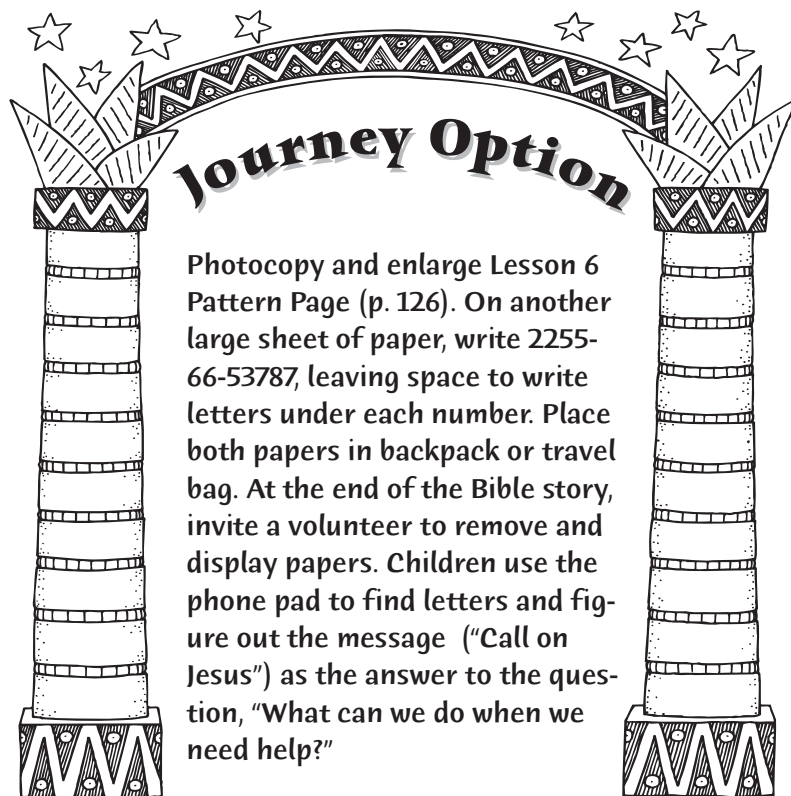 Journey Option
Photocopy and enlarge Lesson 6
Pattern Page (p. 126). On another
large sheet of paper, write 2255-
66-53787, leaving space to write
letters under each number. Place
both papers in backpack or travel
bag. At the end of the Bible story,
invite a volunteer to remove and
display papers. Children use the
phone pad to find letters and fig-
ure out the message (“Call on
Jesus”) as the answer to the ques-
tion, “What can we do when we
need help?”